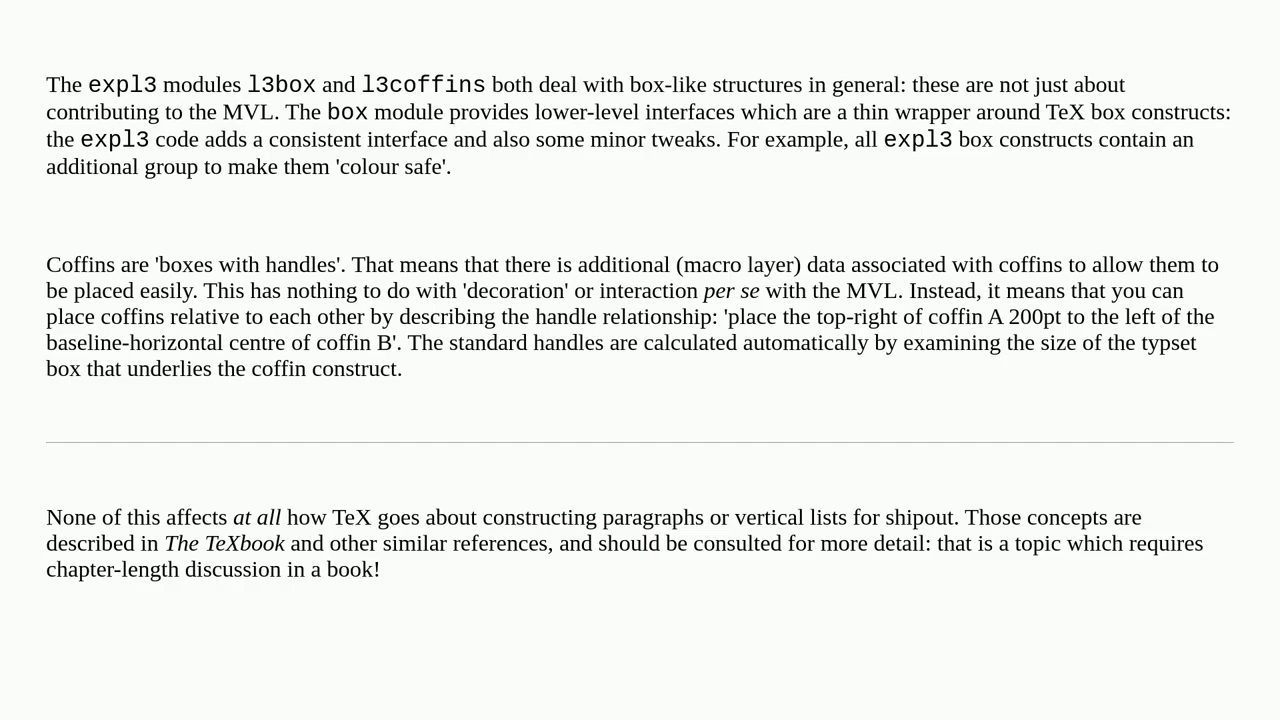 The expl3 modules l3box and l3coffins both deal with box-like structures in general: these are not just about
contributing to the MVL. The box module provides lower-level interfaces which are a thin wrapper around TeX box constructs:
the expl3 code adds a consistent interface and also some minor tweaks. For example, all expl3 box constructs contain an
additional group to make them 'colour safe'.
Coffins are 'boxes with handles'. That means that there is additional (macro layer) data associated with coffins to allow them to
be placed easily. This has nothing to do with 'decoration' or interaction per se with the MVL. Instead, it means that you can
place coffins relative to each other by describing the handle relationship: 'place the top-right of coffin A 200pt to the left of the
baseline-horizontal centre of coffin B'. The standard handles are calculated automatically by examining the size of the typset
box that underlies the coffin construct.
None of this affects at all how TeX goes about constructing paragraphs or vertical lists for shipout. Those concepts are
described in The TeXbook and other similar references, and should be consulted for more detail: that is a topic which requires
chapter-length discussion in a book!